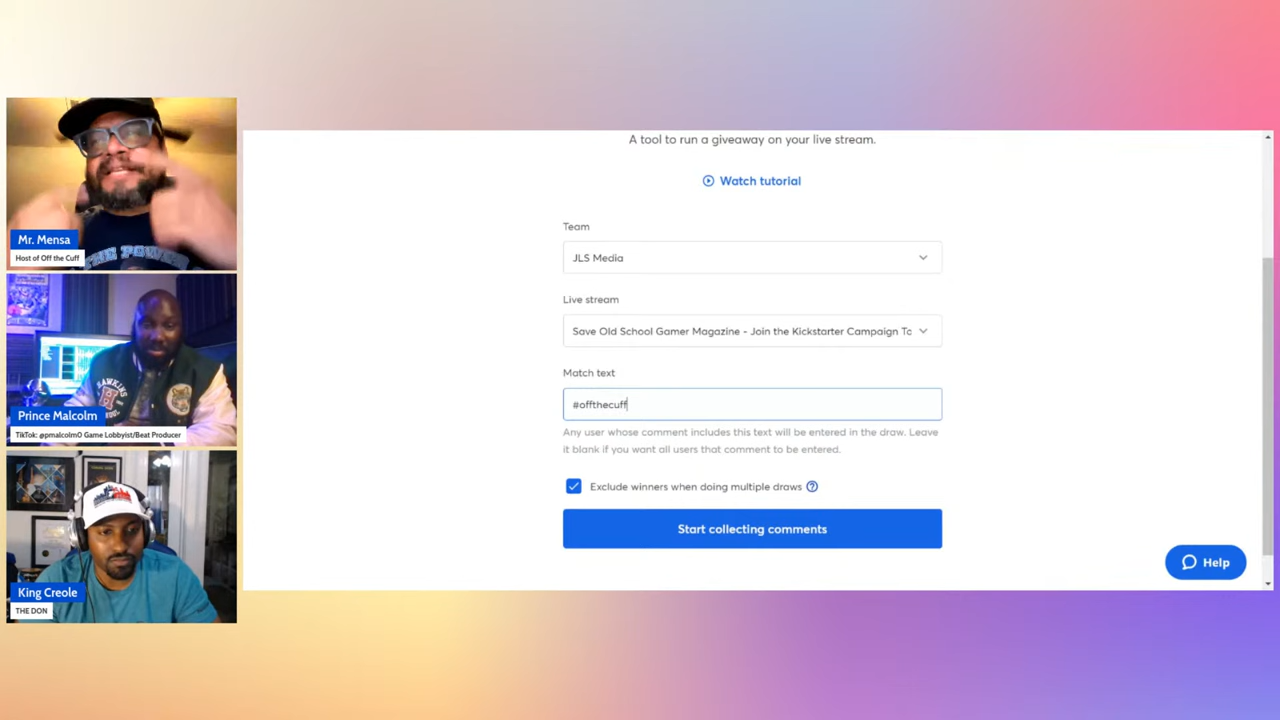 Mr. Mensa
Host of Off the Cuff
Prince Malcolm
TikTok: @pmalcolm0 Game Lobbyist/Beat Producer
King Creole
THE DON
A tool to run a giveaway on your live stream.
Watch tutorial
Team
JLS Media
Live stream
Save Old School Gamer Magazine - Join the Kickstarter Campaign To
Match text
#offthecuff
Any user whose comment includes this text will be entered in the draw. Leave
it blank if you want all users that comment to be entered.
Exclude winners when doing multiple draws
Start collecting comments
Help